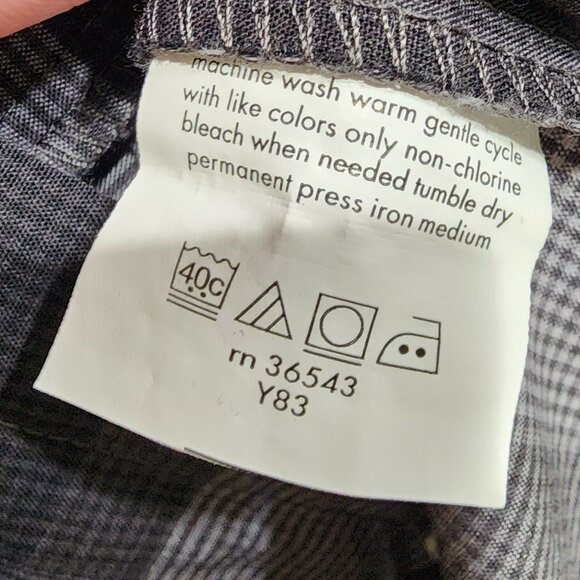 machine wash warm gentle cycle
with like colors only non-chlorine
bleach when needed tumble dry
permanent press iron medium
40c
rn 36543
Y83